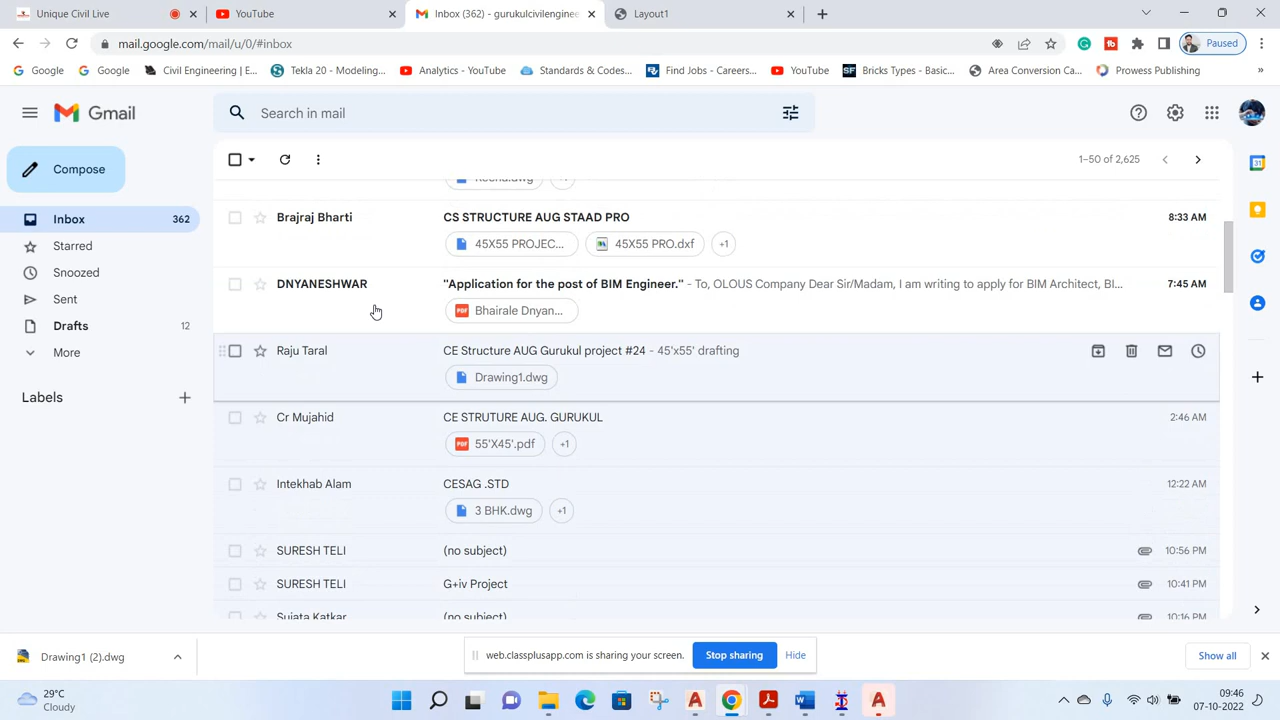 Unique Civil Live
YouTube
Inbox (362) - gurukulcivilengine
Layout1
mail.google.com/mail/u/0/#inbox
Paused
Google
Google
Civil Engineering | E...
Tekla 20 - Modeling...
Analytics - YouTube
Standards & Codes...
Find Jobs - Careers...
YouTube
Bricks Types - Basic...
Area Conversion Ca...
Prowess Publishing
Gmail
Search in mail
Compose
1–50 of 2,625
Inbox 362
Starred
Snoozed
Sent
Drafts 12
More
Labels
Brajraj Bharti CS STRUCTURE AUG STAAD PRO 8:33 AM
45X55 PROJEC... 45X55 PRO.dxf +1
DNYANESHWAR "Application for the post of BIM Engineer." - To, OLOUS Company Dear Sir/Madam, I am writing to apply for BIM Architect, BI... 7:45 AM
PDF Bhairale Dnyan...
Raju Taral CE Structure AUG Gurukul project #24 - 45'x55' drafting
Drawing1.dwg
Cr Mujahid CE STRUTURE AUG. GURUKUL 2:46 AM
PDF 55'X45'.pdf +1
Intekhab Alam CESAG .STD 12:22 AM
3 BHK.dwg +1
SURESH TELI (no subject) 10:56 PM
SURESH TELI G+iv Project 10:41 PM
Sujata Katkar (no subject) 10:16 PM
Drawing1 (2).dwg
web.classplusapp.com is sharing your screen. Stop sharing Hide
Show all
29°C
Cloudy
09:46
07-10-2022